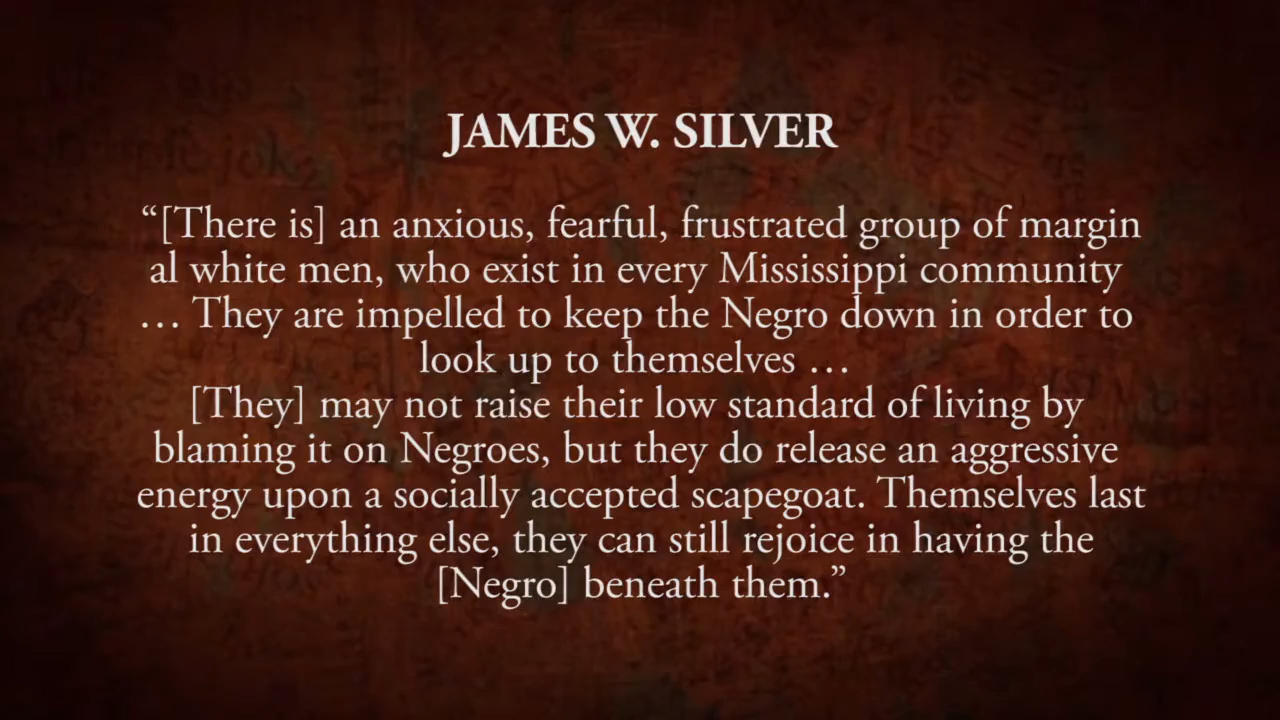 JAMES W. SILVER
“[There is] an anxious, fearful, frustrated group of margin
al white men, who exist in every Mississippi community
… They are impelled to keep the Negro down in order to
look up to themselves …
[They] may not raise their low standard of living by
blaming it on Negroes, but they do release an aggressive
energy upon a socially accepted scapegoat. Themselves last
in everything else, they can still rejoice in having the
[Negro] beneath them.”